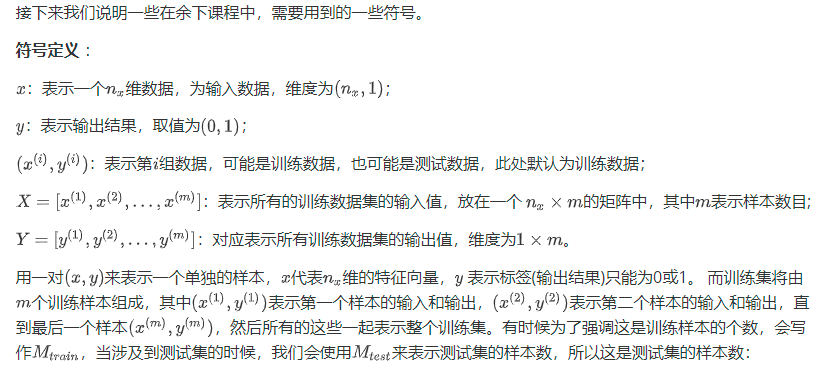 接下来我们说明一些在余下课程中，需要用到的一些符号。
符号定义 ：
x：表示一个nₓ维数据，为输入数据，维度为(nₓ, 1)；
y：表示输出结果，取值为(0, 1)；
(x⁽ⁱ⁾, y⁽ⁱ⁾)：表示第i组数据，可能是训练数据，也可能是测试数据，此处默认为训练数据；
X = [x⁽¹⁾, x⁽²⁾, . . . , x⁽ᵐ⁾]：表示所有的训练数据集的输入值，放在一个 nₓ × m的矩阵中，其中m表示样本数目；
Y = [y⁽¹⁾, y⁽²⁾, . . . , y⁽ᵐ⁾]：对应表示所有训练数据集的输出值，维度为1 × m。
用一对(x, y)来表示一个单独的样本，x代表nₓ维的特征向量，y 表示标签(输出结果)只能为0或1。 而训练集将由
m个训练样本组成，其中(x⁽¹⁾, y⁽¹⁾)表示第一个样本的输入和输出，(x⁽²⁾, y⁽²⁾)表示第二个样本的输入和输出，直
到最后一个样本(x⁽ᵐ⁾, y⁽ᵐ⁾)，然后所有的这些一起表示整个训练集。有时候为了强调这是训练样本的个数，会写
作M_{train}，当涉及到测试集的时候，我们会使用M_{test}来表示测试集的样本数，所以这是测试集的样本数：